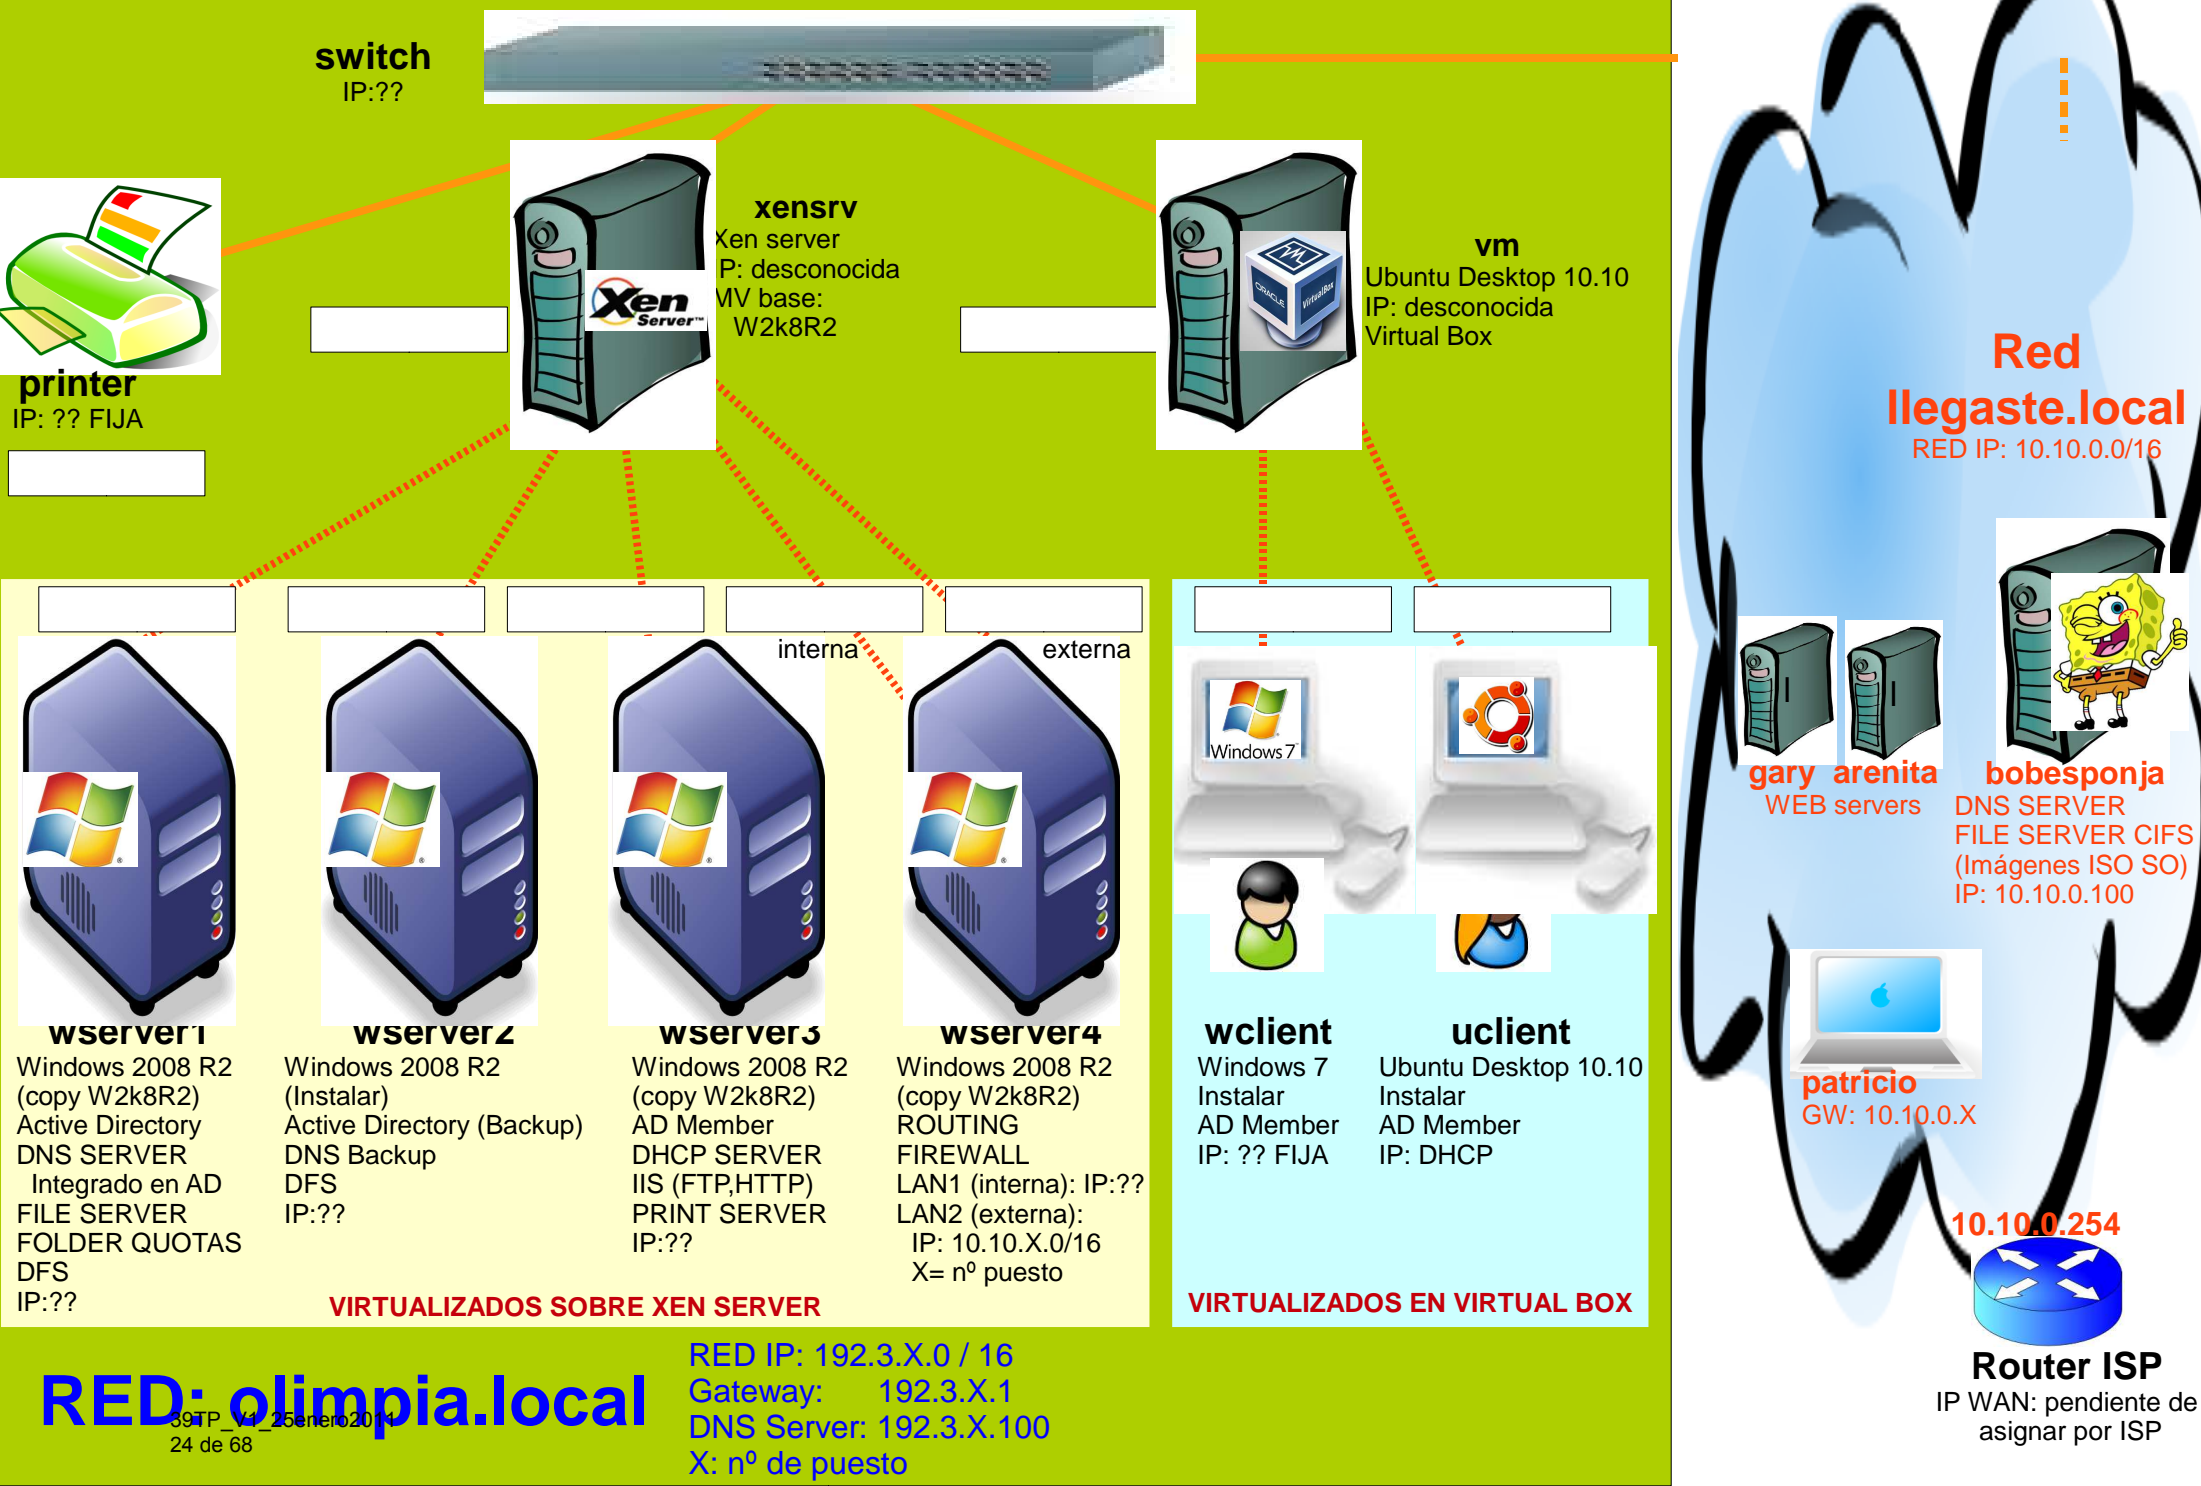 switch
IP:??
xensrv
Xen server
IP: desconocida
MV base:
W2k8R2
Xen
Server™
vm
Ubuntu Desktop 10.10
IP: desconocida
Virtual Box
ORACLE
VirtualBox
printer
IP: ?? FIJA
Red
llegaste.local
RED IP: 10.10.0.0/16
interna
externa
Windows 7
gary arenita
WEB servers
bobesponja
DNS SERVER
FILE SERVER CIFS
(Imágenes ISO SO)
IP: 10.10.0.100
patricio
GW: 10.10.0.X
10.10.0.254
Router ISP
IP WAN: pendiente de
asignar por ISP
wserver1
Windows 2008 R2
(copy W2k8R2)
Active Directory
DNS SERVER
Integrado en AD
FILE SERVER
FOLDER QUOTAS
DFS
IP:??
wserver2
Windows 2008 R2
(Instalar)
Active Directory (Backup)
DNS Backup
DFS
IP:??
wserver3
Windows 2008 R2
(copy W2k8R2)
AD Member
DHCP SERVER
IIS (FTP,HTTP)
PRINT SERVER
IP:??
wserver4
Windows 2008 R2
(copy W2k8R2)
ROUTING
FIREWALL
LAN1 (interna): IP:??
LAN2 (externa):
IP: 10.10.X.0/16
X= nº puesto
VIRTUALIZADOS SOBRE XEN SERVER
wclient
Windows 7
Instalar
AD Member
IP: ?? FIJA
uclient
Ubuntu Desktop 10.10
Instalar
AD Member
IP: DHCP
VIRTUALIZADOS EN VIRTUAL BOX
RED: olimpia.local
39TP_V1_25enero2011
24 de 68
RED IP: 192.3.X.0 / 16
Gateway: 192.3.X.1
DNS Server: 192.3.X.100
X: nº de puesto